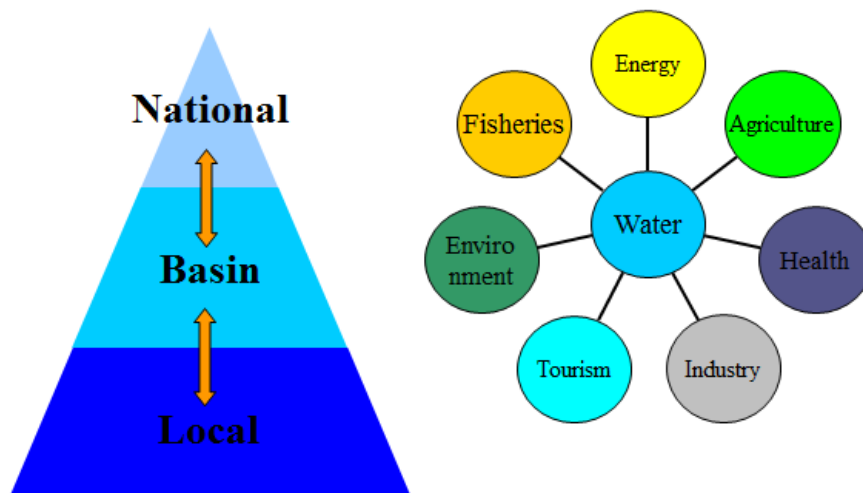 National
Basin
Local
Energy
Fisheries
Agriculture
Water
Enviro
nment
Health
Tourism
Industry